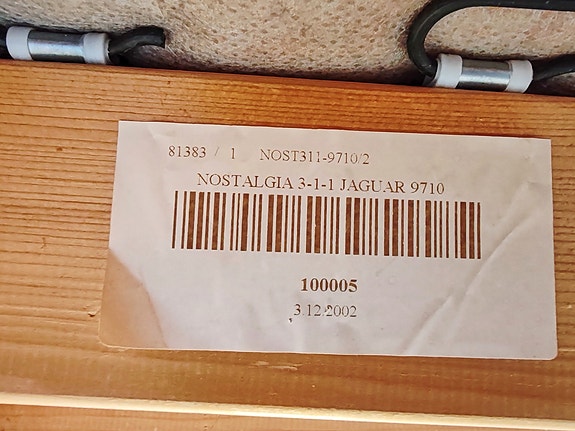 81383 / 1 NOST311-9710/2
NOSTALGIA 3-1-1 JAGUAR 9710
100005
3.12.2002